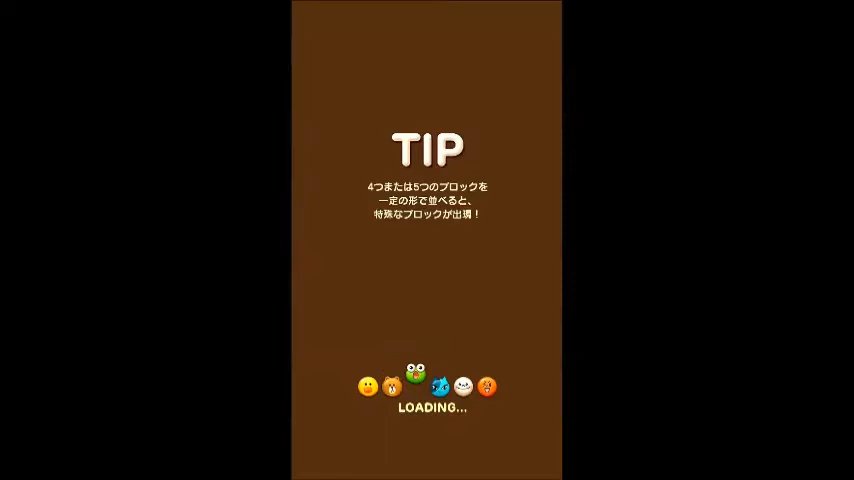 TIP
4つまたは5つのブロックを
一定の形で並べると、
特殊なブロックが出現！
LOADING...